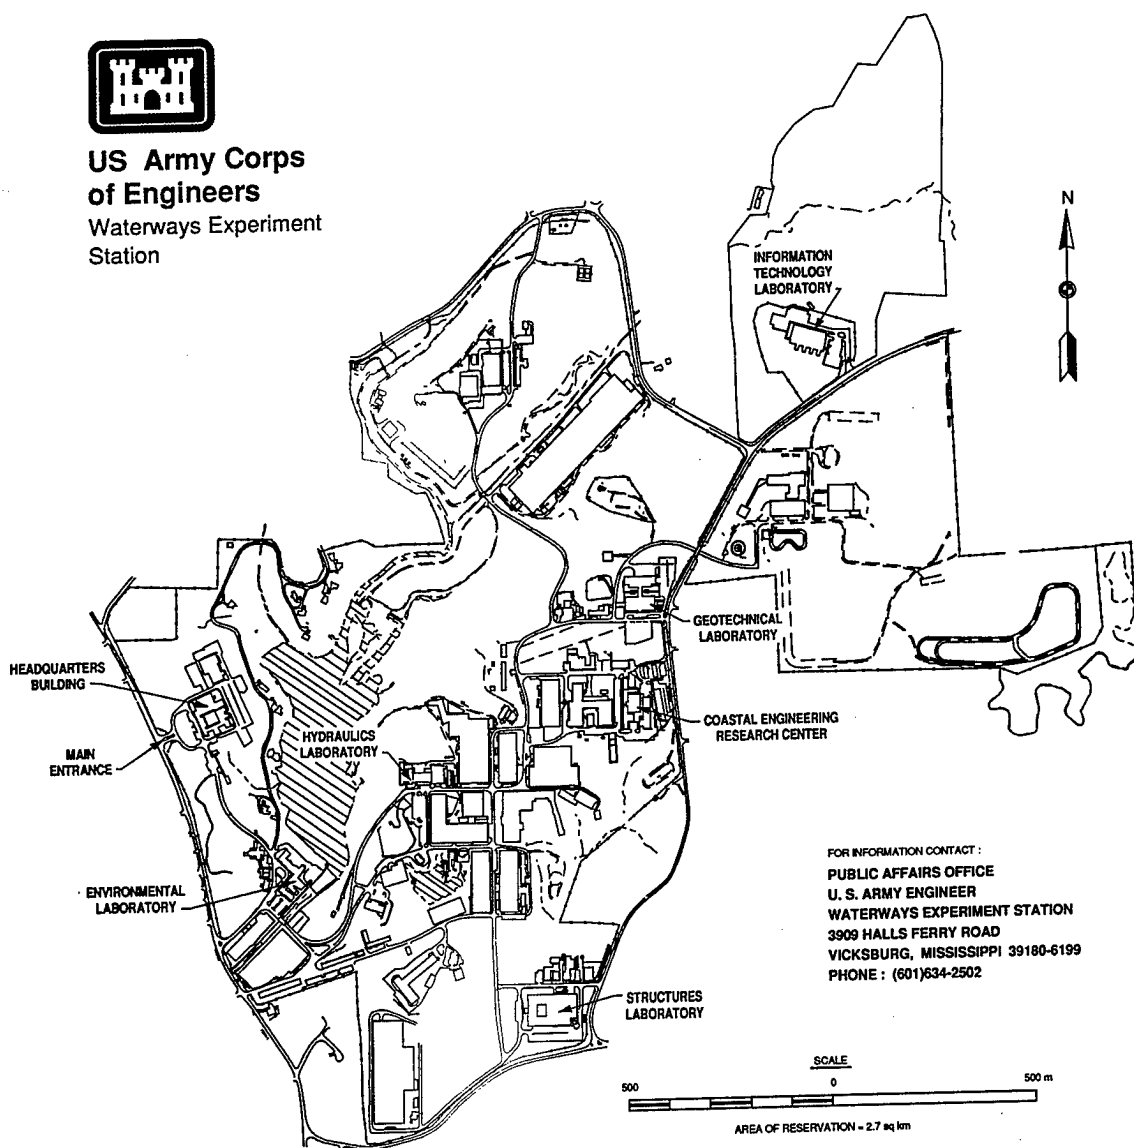 US Army Corps
of Engineers
Waterways Experiment
Station
N
INFORMATION
TECHNOLOGY
LABORATORY
GEOTECHNICAL
LABORATORY
HEADQUARTERS
BUILDING
COASTAL ENGINEERING
RESEARCH CENTER
HYDRAULICS
LABORATORY
MAIN
ENTRANCE
ENVIRONMENTAL
LABORATORY
STRUCTURES
LABORATORY
FOR INFORMATION CONTACT :
PUBLIC AFFAIRS OFFICE
U. S. ARMY ENGINEER
WATERWAYS EXPERIMENT STATION
3909 HALLS FERRY ROAD
VICKSBURG, MISSISSIPPI 39180-6199
PHONE : (601)634-2502
SCALE
500 0 500 m
AREA OF RESERVATION = 2.7 sq km